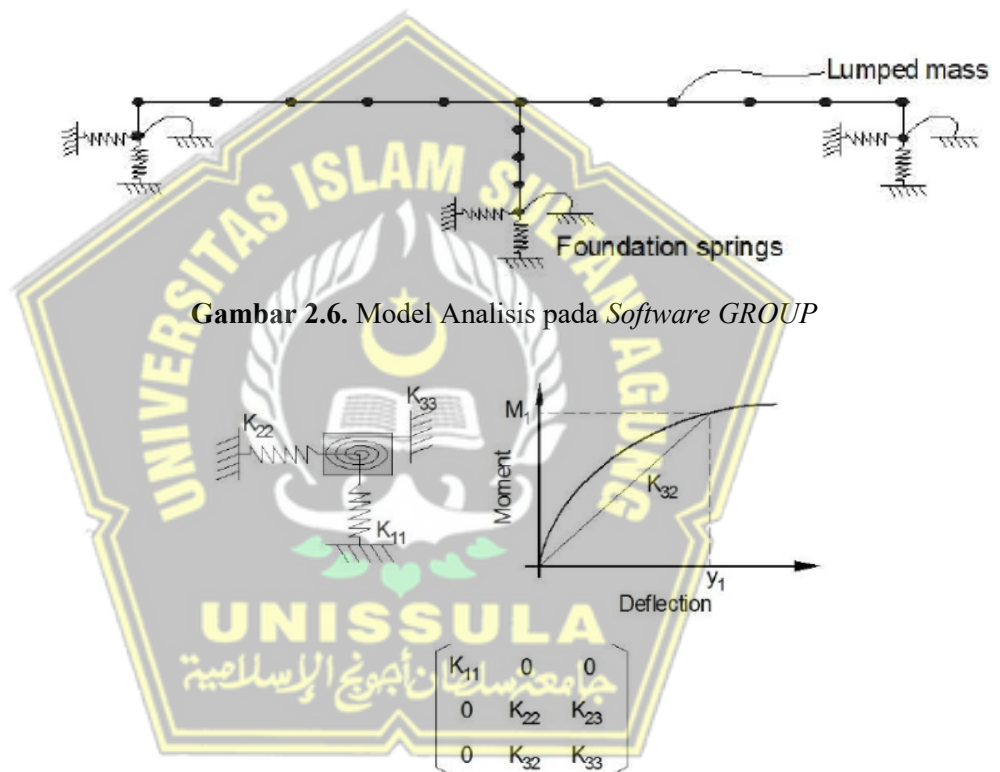 Lumped mass
Foundation springs
UNIVERSITAS ISLAM SULTAN AGUNG
Gambar 2.6. Model Analisis pada Software GROUP
K22
K33
K11
M1
Moment
K32
y1
Deflection
UNISSULA
جامعة سلطان أجونج الإسلامية
K11 0 0
0 K22 K23
0 K32 K33